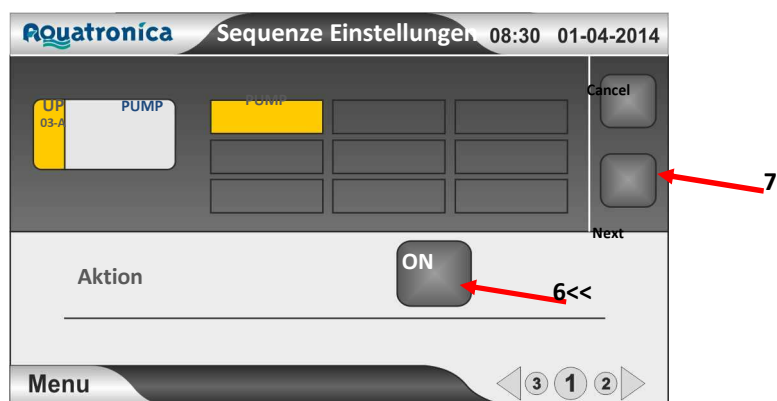 Aquatronica Sequenze Einstellungen 08:30 01-04-2014
Cancel
UP PUMP PUMP
03-A
7
Next
Aktion ON
6<<
Menu 3 1 2